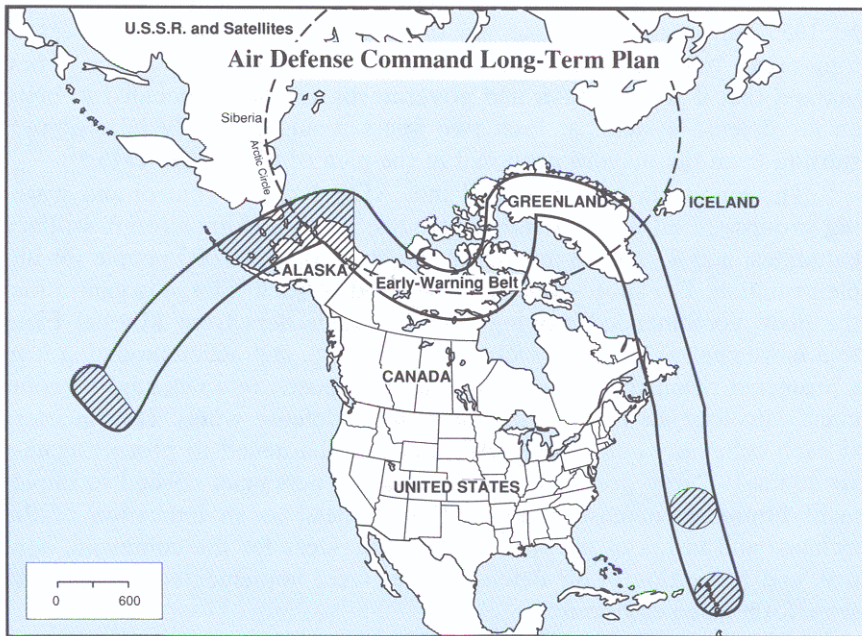 U.S.S.R. and Satellites
Air Defense Command Long-Term Plan
Siberia
Arctic Circle
GREENLAND
ICELAND
ALASKA
Early-Warning Belt
CANADA
UNITED STATES
0 600